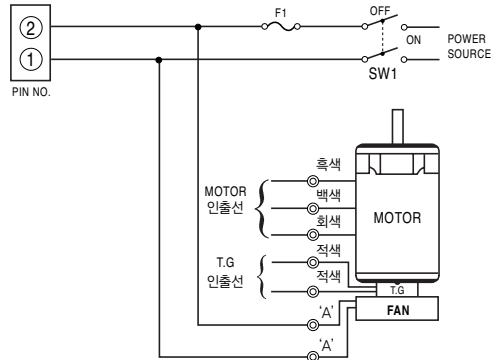 ②
①
PIN NO.
F1
OFF
ON
POWER
SOURCE
SW1
MOTOR
인출선
흑색
백색
회색
T.G
인출선
적색
적색
MOTOR
T.G
FAN
‘A’
‘A’